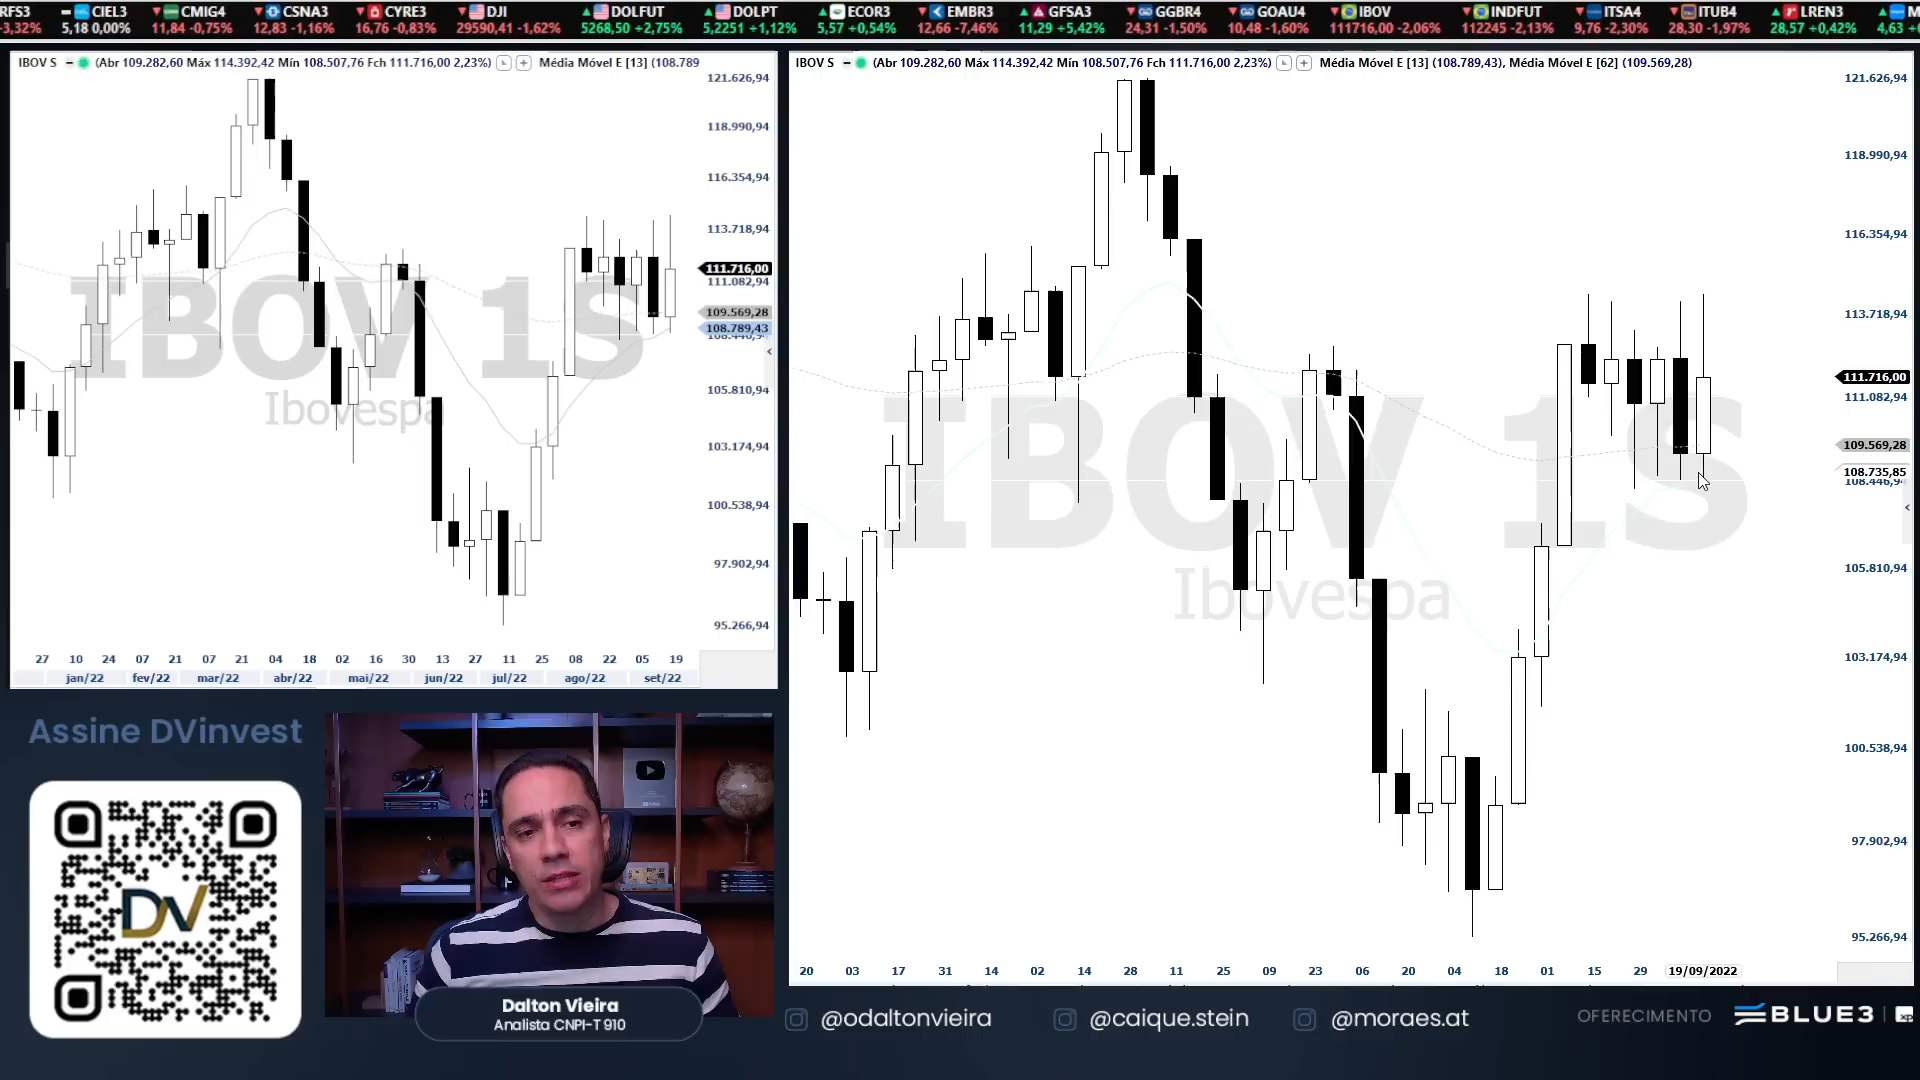 RFS3 CIEL3 CMIG4 CSNA3 CYRE3 DJI DOLFUT DOLPT ECOR3 EMBR3 GFSA3 GGBR4 GOAU4 IBOV INDFUT ITSA4 ITUB4 LREN3 M
-3,32% 5,18 0,00% 11,84 -0,75% 12,83 -1,16% 16,76 -0,83% 29590,41 -1,62% 5268,50 +2,75% 5,2251 +1,12% 5,57 +0,54% 12,66 -7,46% 11,29 +5,42% 24,31 -1,50% 10,48 -1,60% 111716,00 -2,06% 112245 -2,13% 9,76 -2,30% 28,30 -1,97% 28,57 +0,42% 4,63
IBOV S (Abr 109.282,60 Máx 114.392,42 Mín 108.507,76 Fch 111.716,00 2,23%) Média Móvel E [13] (108.789
121.626,94
118.990,94
116.354,94
113.718,94
111.716,00
111.082,94
109.569,28
108.789,43
105.810,94
103.174,94
100.538,94
97.902,94
95.266,94
IBOV 1S
Ibovespa
27 10 24 07 21 07 21 04 18 02 16 30 13 27 11 25 08 22 05 19
jan/22 fev/22 mar/22 abr/22 mai/22 jun/22 jul/22 ago/22 set/22
IBOV S (Abr 109.282,60 Máx 114.392,42 Mín 108.507,76 Fch 111.716,00 2,23%) Média Móvel E [13] (108.789,43), Média Móvel E [62] (109.569,28)
121.626,94
118.990,94
116.354,94
113.718,94
111.716,00
111.082,94
109.569,28
108.735,85
108.446,94
105.810,94
103.174,94
100.538,94
97.902,94
95.266,94
IBOV 1S
Ibovespa
20 03 17 31 14 02 14 28 11 25 09 23 06 20 04 18 01 15 29 19/09/2022
Assine DVinvest
DV
Dalton Vieira
Analista CNPI-T 910
@odaltonvieira @caique.stein @moraes.at
OFERECIMENTO BLUE3 xp